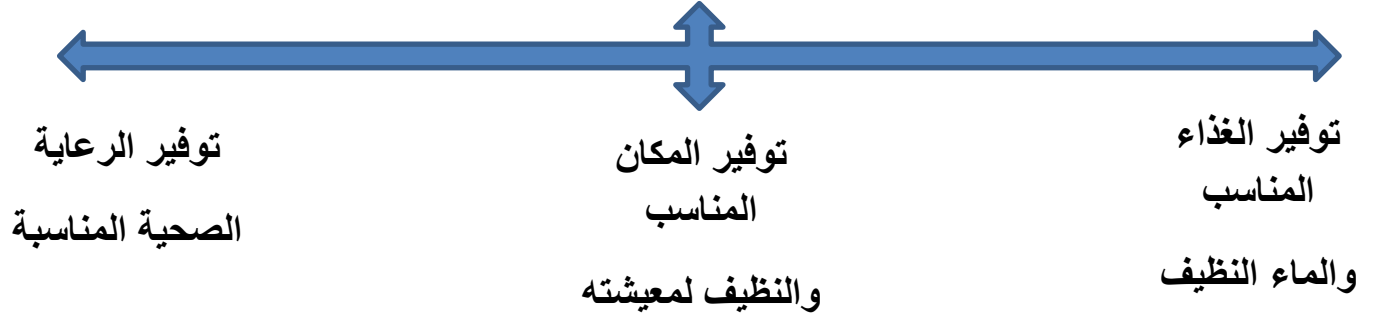 توفير الغذاء
المناسب
والماء النظيف
توفير المكان
المناسب
والنظيف لمعيشته
توفير الرعاية
الصحية المناسبة